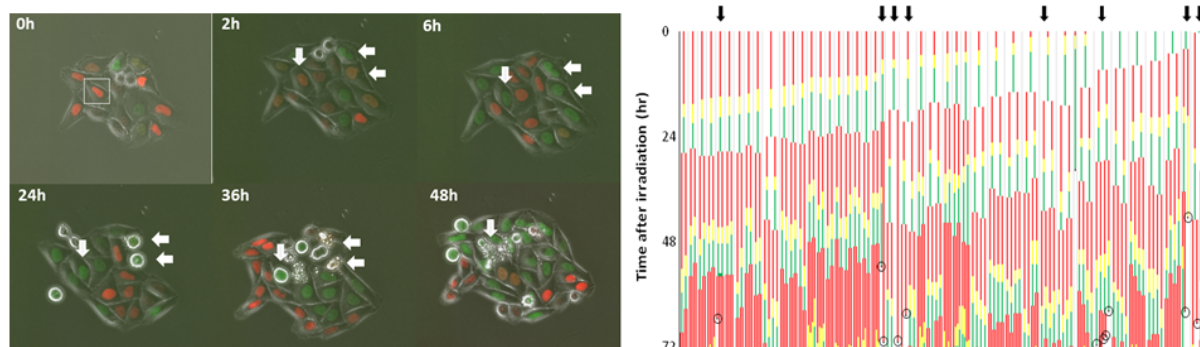 0h
2h
6h
24h
36h
48h
Time after irradiation (hr)
0
24
48
72